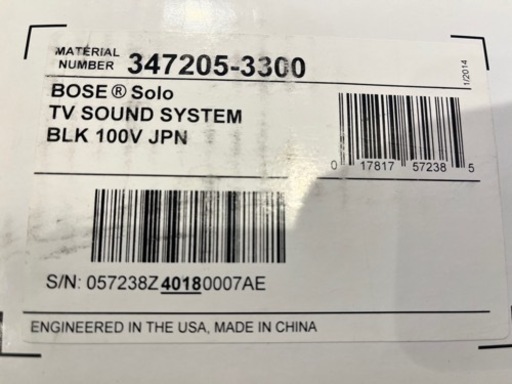 MATERIAL
NUMBER 347205-3300
1/2014
BOSE® Solo
TV SOUND SYSTEM
BLK 100V JPN
0 17817 57238 5
S/N: 057238Z40180007AE
ENGINEERED IN THE USA, MADE IN CHINA